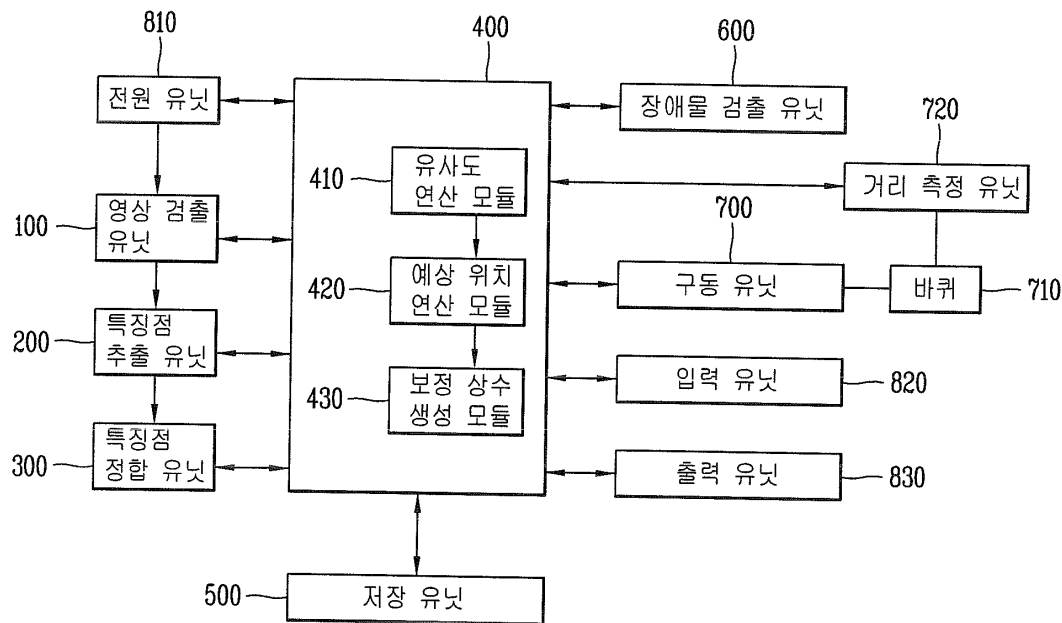 810
400
600
전원 유닛
장애물 검출 유닛
720
410
유사도
연산 모듈
거리 측정 유닛
100
영상 검출
유닛
700
420
예상 위치
연산 모듈
구동 유닛
바퀴
710
200
특징점
추출 유닛
430
보정 상수
생성 모듈
입력 유닛
820
300
특징점
정합 유닛
출력 유닛
830
500
저장 유닛